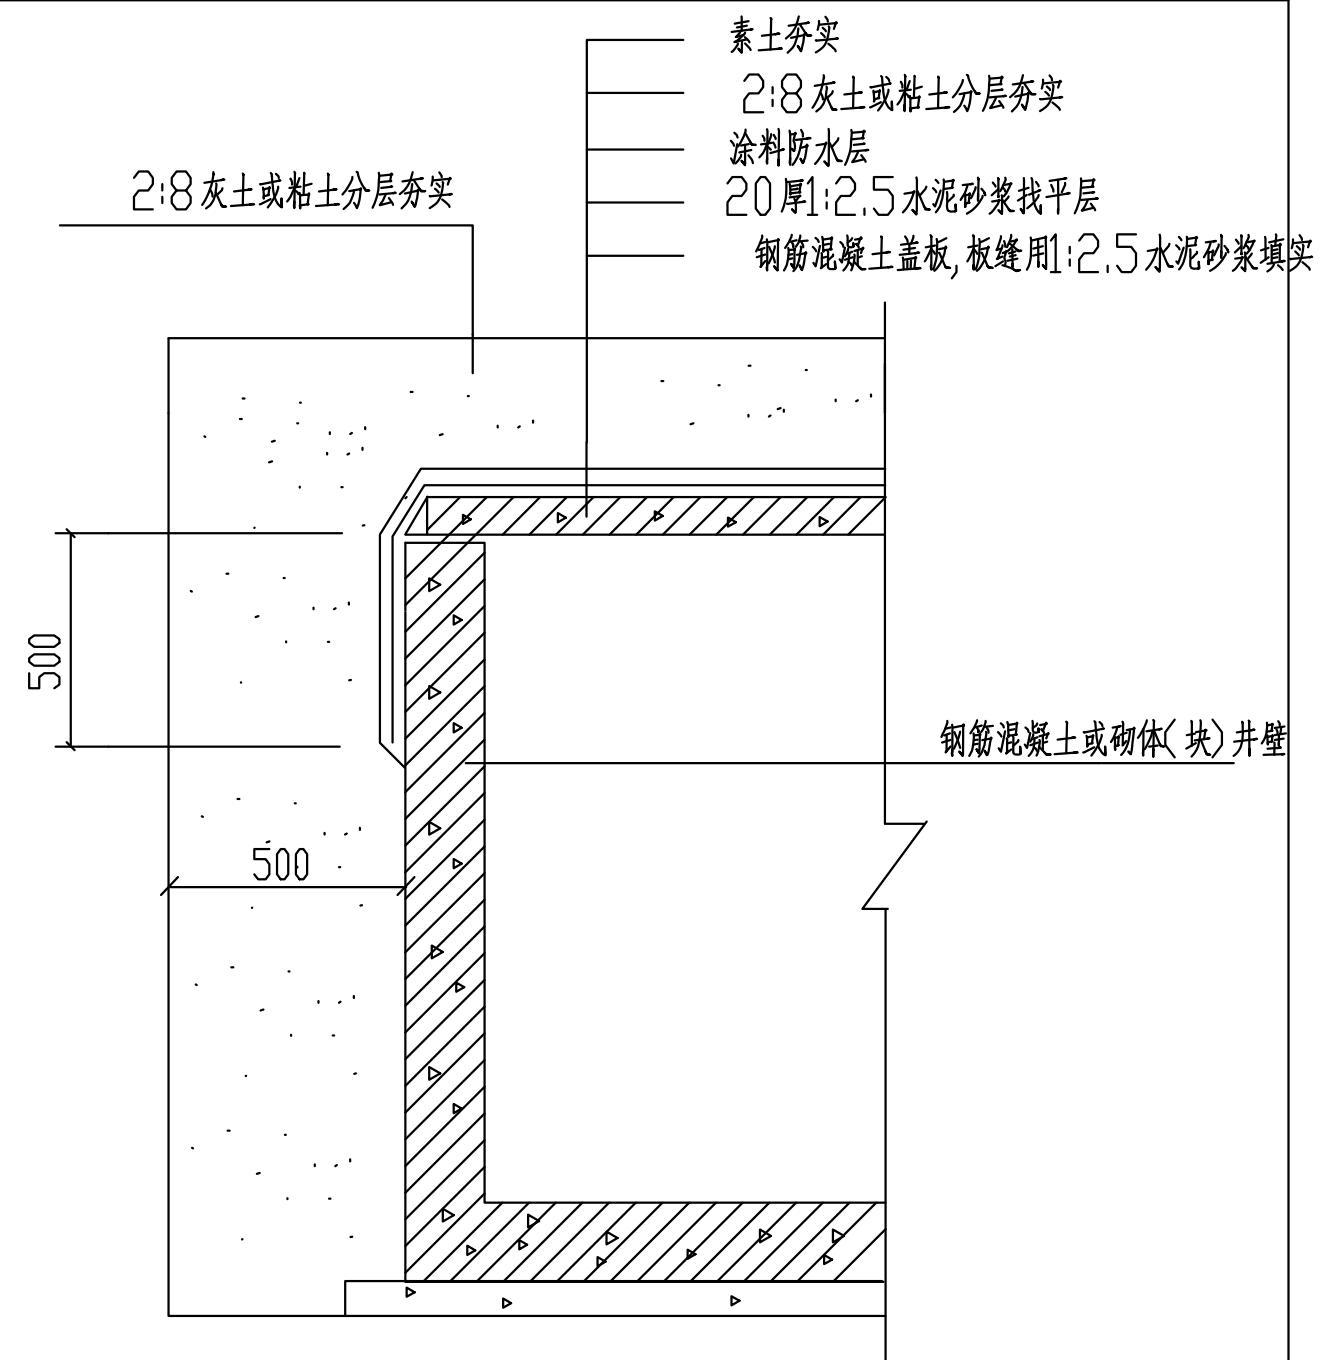 素土夯实
2:8灰土或粘土分层夯实
涂料防水层
2:8灰土或粘土分层夯实
20厚1:2.5水泥砂浆找平层
钢筋混凝土盖板,板缝用1:2.5水泥砂浆填实
500
钢筋混凝土或砌体(块)井壁
500